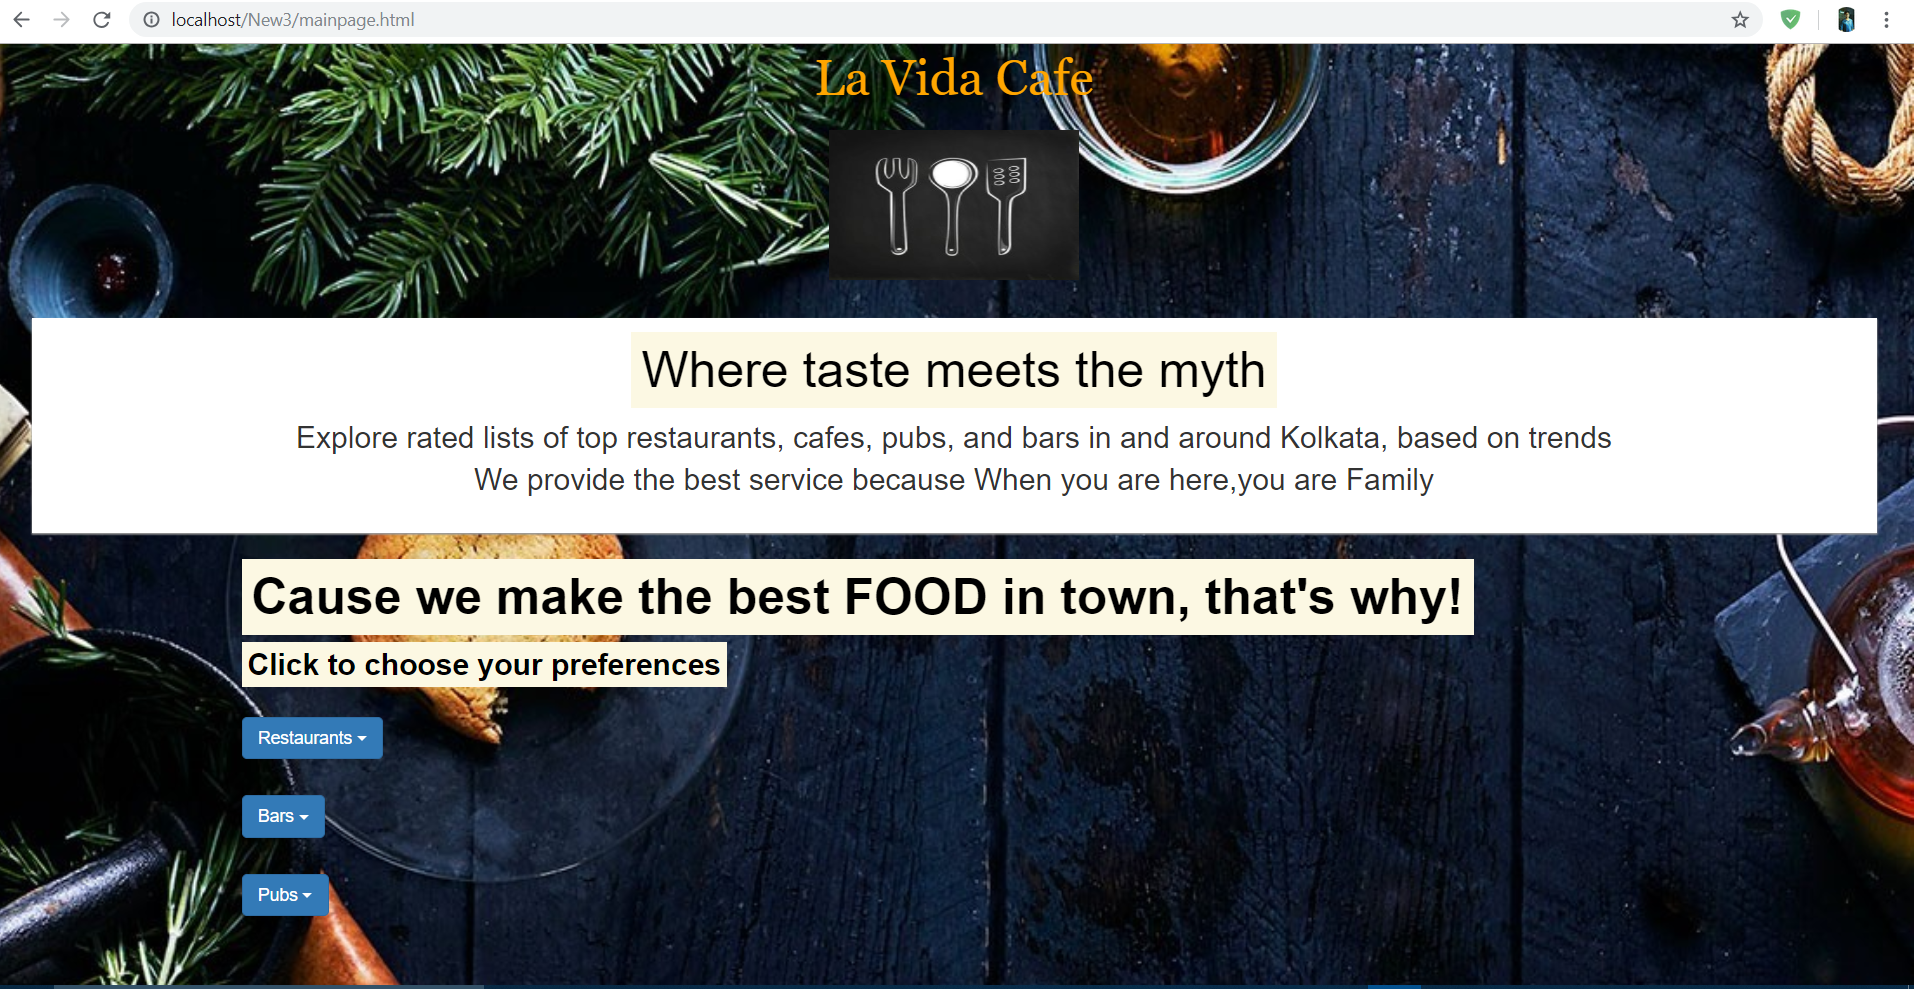 localhost/New3/mainpage.html
La Vida Cafe
Where taste meets the myth
Explore rated lists of top restaurants, cafes, pubs, and bars in and around Kolkata, based on trends
We provide the best service because When you are here,you are Family
Cause we make the best FOOD in town, that's why!
Click to choose your preferences
Restaurants
Bars
Pubs